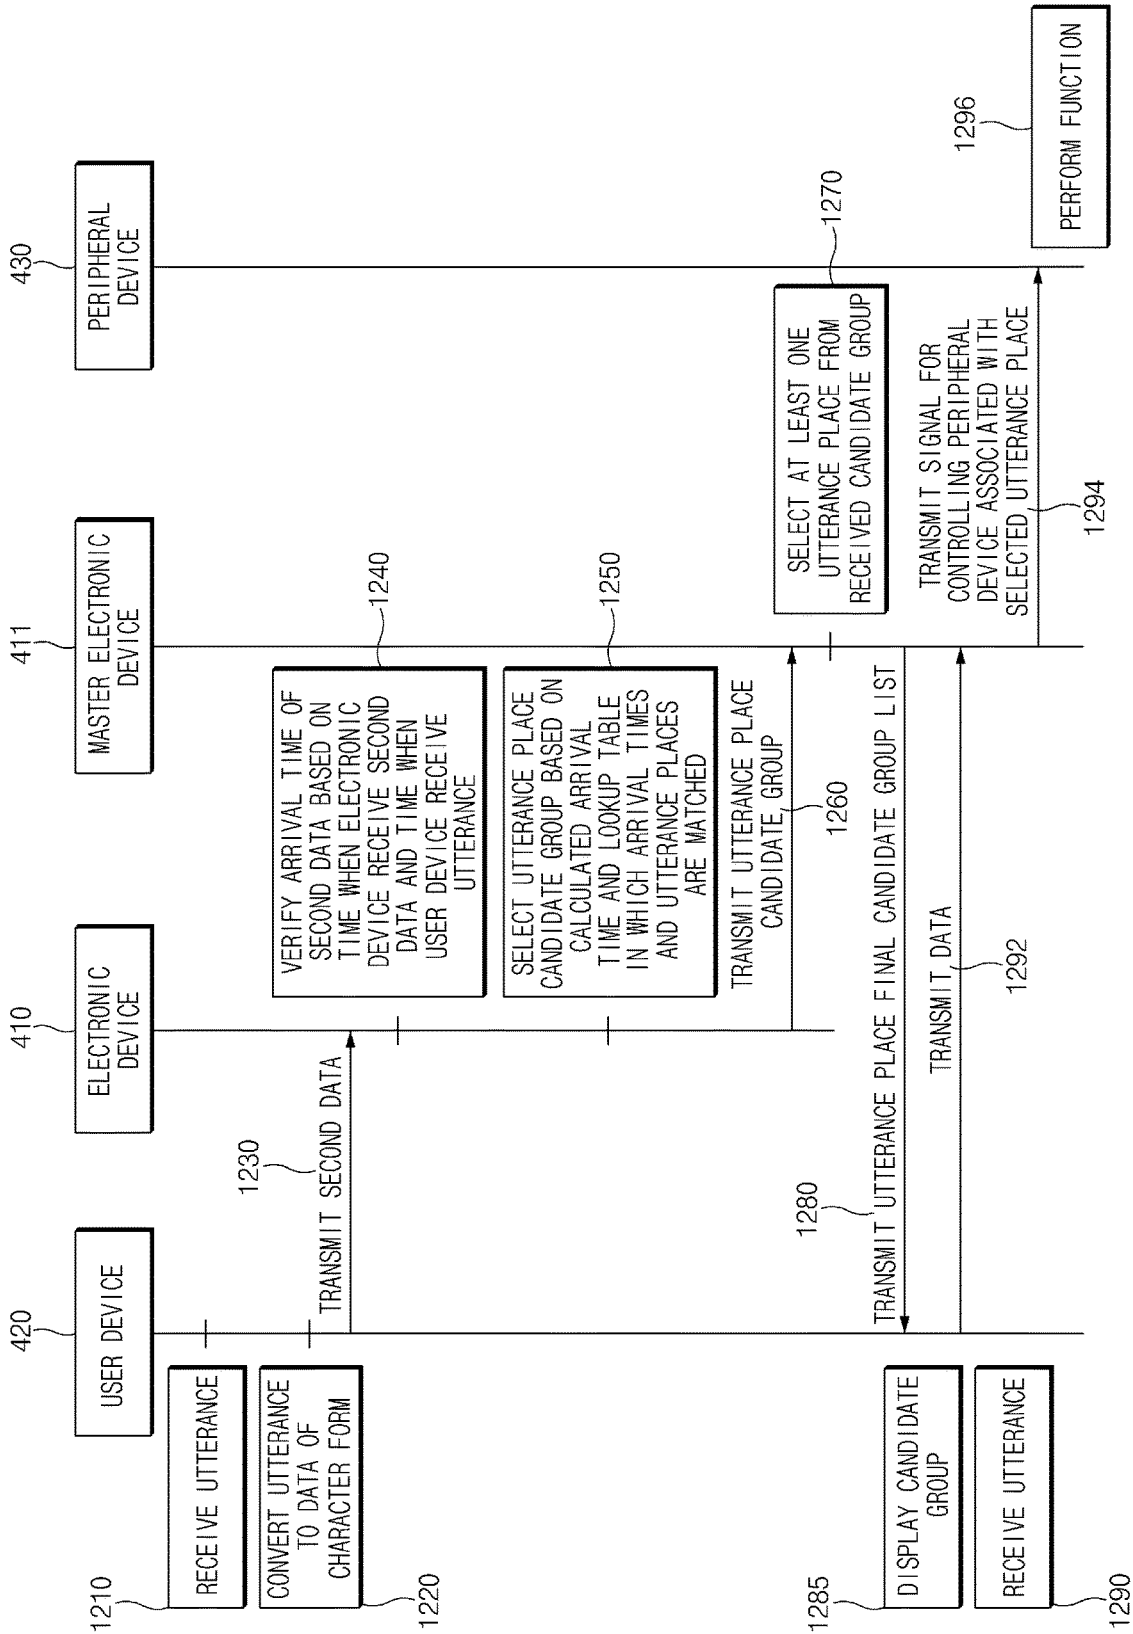 420
USER DEVICE
410
ELECTRONIC
DEVICE
411
MASTER ELECTRONIC
DEVICE
430
PERIPHERAL
DEVICE
1210
RECEIVE UTTERANCE
1220
CONVERT UTTERANCE
TO DATA OF
CHARACTER FORM
1230
TRANSMIT SECOND DATA
1240
VERIFY ARRIVAL TIME OF
SECOND DATA BASED ON
TIME WHEN ELECTRONIC
DEVICE RECEIVE SECOND
DATA AND TIME WHEN
USER DEVICE RECEIVE
UTTERANCE
1250
SELECT UTTERANCE PLACE
CANDIDATE GROUP BASED ON
CALCULATED ARRIVAL
TIME AND LOOKUP TABLE
IN WHICH ARRIVAL TIMES
AND UTTERANCE PLACES
ARE MATCHED
TRANSMIT UTTERANCE PLACE
CANDIDATE GROUP
1260
1270
SELECT AT LEAST ONE
UTTERANCE PLACE FROM
RECEIVED CANDIDATE GROUP
1280
TRANSMIT UTTERANCE PLACE FINAL CANDIDATE GROUP LIST
1285
DISPLAY CANDIDATE
GROUP
1290
RECEIVE UTTERANCE
TRANSMIT DATA
1292
TRANSMIT SIGNAL FOR
CONTROLLING PERIPHERAL
DEVICE ASSOCIATED WITH
SELECTED UTTERANCE PLACE
1294
1296
PERFORM FUNCTION